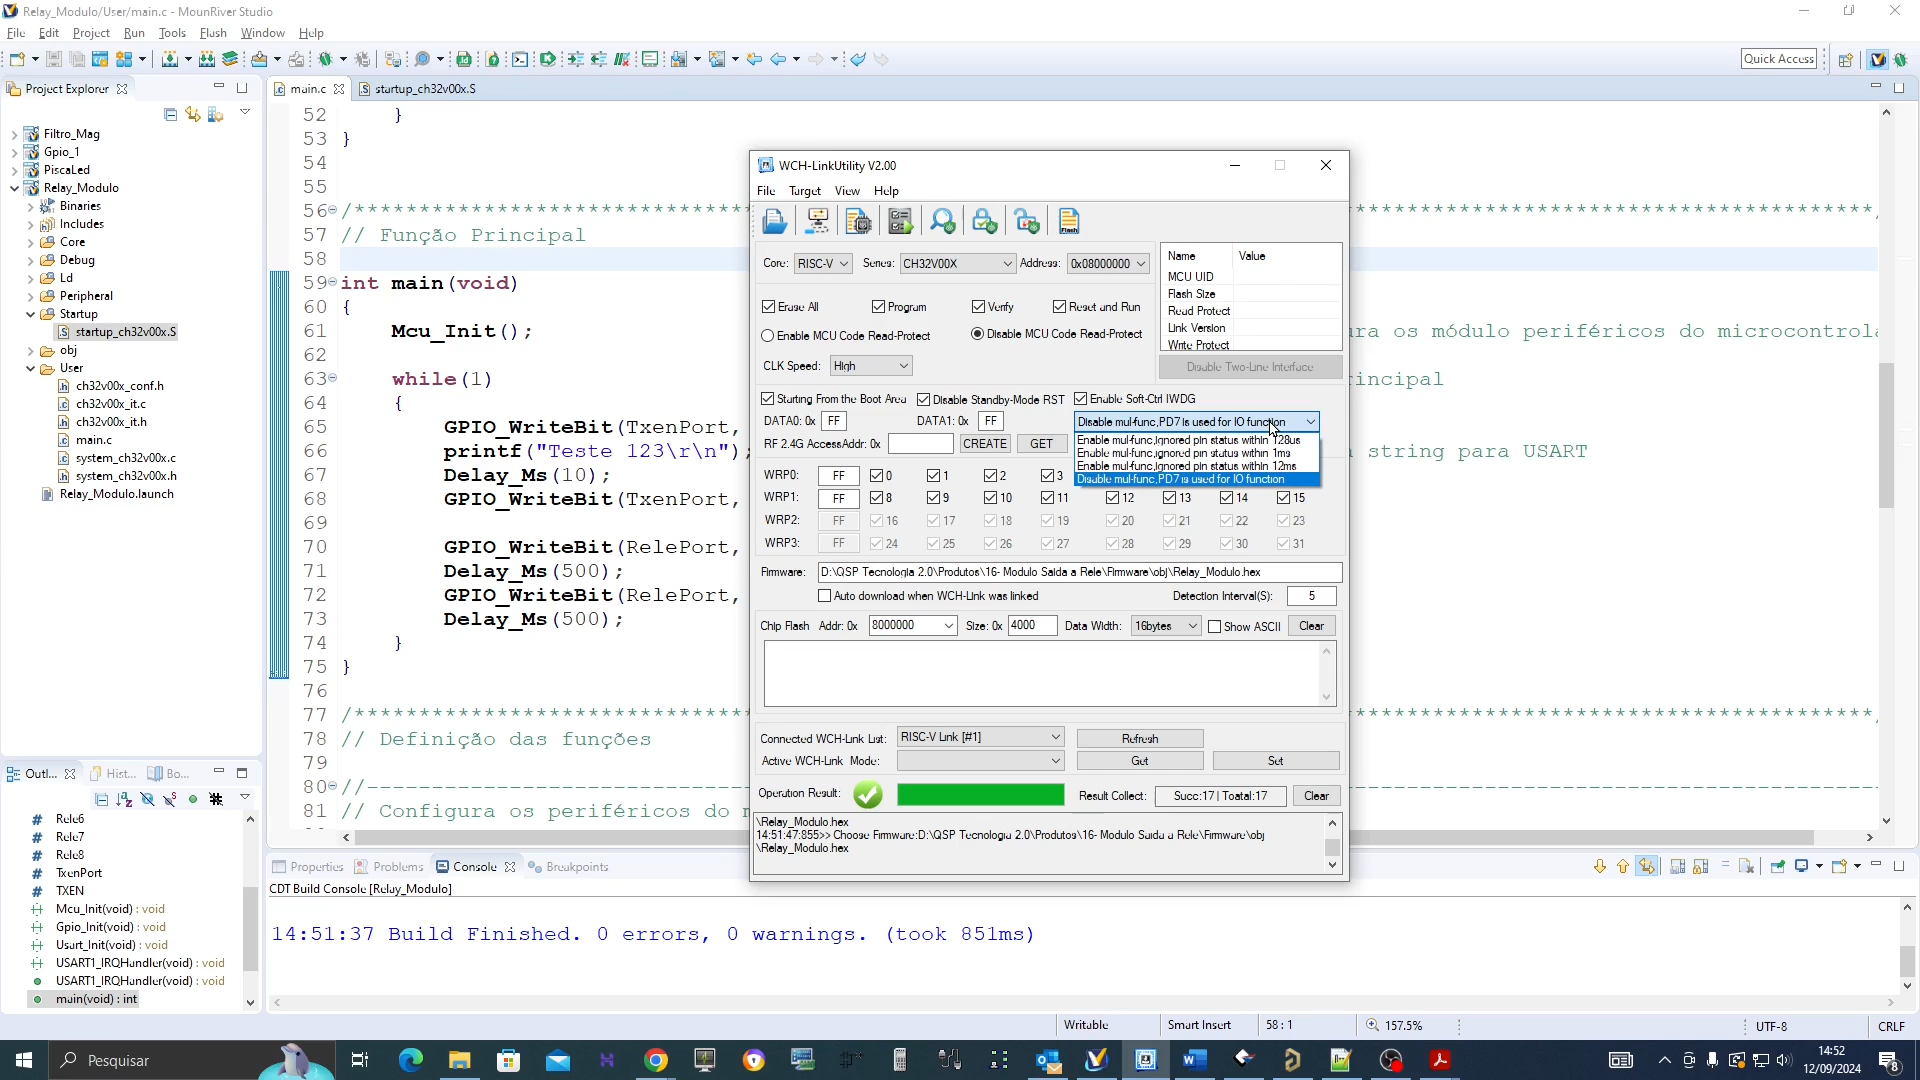 Relay_Modulo/User/main.c - MounRiver Studio
File Edit Project Run Tools Flash Window Help
Quick Access
Project Explorer
main.c
startup_ch32v00x.S
Filtro_Mag
Gpio_1
PiscaLed
Relay_Modulo
Binaries
Includes
Core
Debug
Ld
Peripheral
Startup
startup_ch32v00x.S
obj
User
ch32v00x_conf.h
ch32v00x_it.c
ch32v00x_it.h
main.c
system_ch32v00x.c
system_ch32v00x.h
Relay_Modulo.launch
52 }
53 }
54
55
56 /*******************************
57 // Função Principal
58
59 int main(void)
60 {
61 Mcu_Init(); ura os módulo periféricos do microcontrola
62
63 while(1) incipal
64 {
65 GPIO_WriteBit(TxenPort,
66 printf("Teste 123\r\n"); string para USART
67 Delay_Ms(10);
68 GPIO_WriteBit(TxenPort,
69
70 GPIO_WriteBit(RelePort,
71 Delay_Ms(500);
72 GPIO_WriteBit(RelePort,
73 Delay_Ms(500);
74 }
75 }
76
77 /*******************************
78 // Definição das funções
79
80 //------------------------------
81 // Configura os periféricos do m
WCH-LinkUtility V2.00
File Target View Help
Core: RISC-V Series: CH32V00X Address: 0x08000000
Name Value
MCU UID
Flash Size
Read Protect
Link Version
Write Protect
Erase All Program Verify Reset and Run
Enable MCU Code Read-Protect Disable MCU Code Read-Protect
CLK Speed: High
Disable Two-Line Interface
Starting From the Boot Area Disable Standby-Mode RST Enable Soft-Ctrl IWDG
DATA0: 0x FF DATA1: 0x FF Disable mul-func,PD7 is used for IO function
RF 2.4G AccessAddr: 0x CREATE GET
Enable mul-func,Ignored pin status within 128us
Enable mul-func,Ignored pin status within 1ms
Enable mul-func,Ignored pin status within 12ms
Disable mul-func,PD7 is used for IO function
WRP0: FF 0 1 2 3
WRP1: FF 8 9 10 11 12 13 14 15
WRP2: FF 16 17 18 19 20 21 22 23
WRP3: FF 24 25 26 27 28 29 30 31
Firmware: D:\QSP Tecnologia 2.0\Produtos\16- Modulo Saida a Rele\Firmware\obj\Relay_Modulo.hex
Auto download when WCH-Link was linked Detection Interval(S): 5
Chip Flash Addr: 0x 8000000 Size: 0x 4000 Data Width: 16bytes Show ASCII Clear
Connected WCH-Link List: RISC-V Link [#1] Refresh
Active WCH-Link Mode: Get Set
Operation Result: Result Collect: Succ:17 | Toatal:17 Clear
\Relay_Modulo.hex
14:51:47:855>> Choose Firmware:D:\QSP Tecnologia 2.0\Produtos\16- Modulo Saida a Rele\Firmware\obj
\Relay_Modulo.hex
Outl... Hist... Bo...
Rele6
Rele7
Rele8
TxenPort
TXEN
Mcu_Init(void) : void
Gpio_Init(void) : void
Usart_Init(void) : void
USART1_IRQHandler(void) : void
USART1_IRQHandler(void) : void
main(void) : int
Properties Problems Console Breakpoints
CDT Build Console [Relay_Modulo]
14:51:37 Build Finished. 0 errors, 0 warnings. (took 851ms)
Writable Smart Insert 58 : 1 157.5% UTF-8 CRLF
Pesquisar
14:52
12/09/2024
8